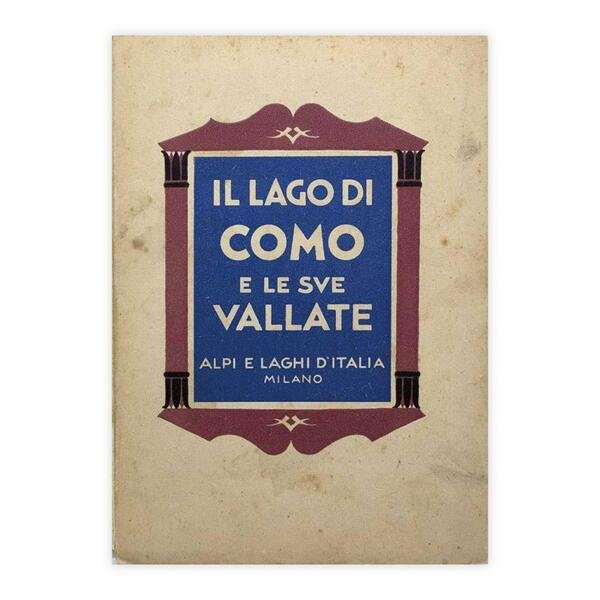 IL LAGO DI
COMO
E LE SVE
VALLATE
ALPI E LAGHI D'ITALIA
MILANO